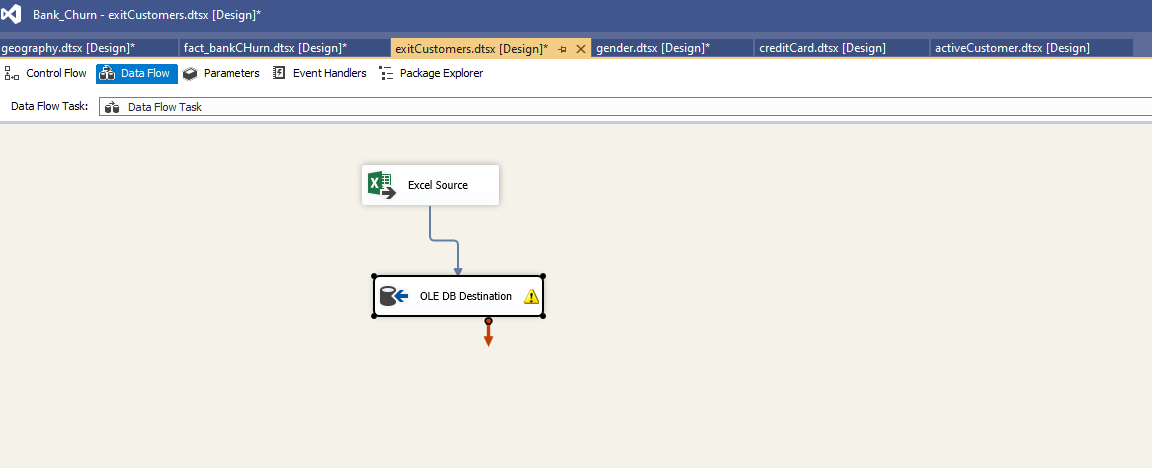 Bank_Churn - exitCustomers.dtsx [Design]*
geography.dtsx [Design]* fact_bankCHurn.dtsx [Design]* exitCustomers.dtsx [Design]* gender.dtsx [Design]* creditCard.dtsx [Design] activeCustomer.dtsx [Design]
Control Flow Data Flow Parameters Event Handlers Package Explorer
Data Flow Task: Data Flow Task
Excel Source
OLE DB Destination